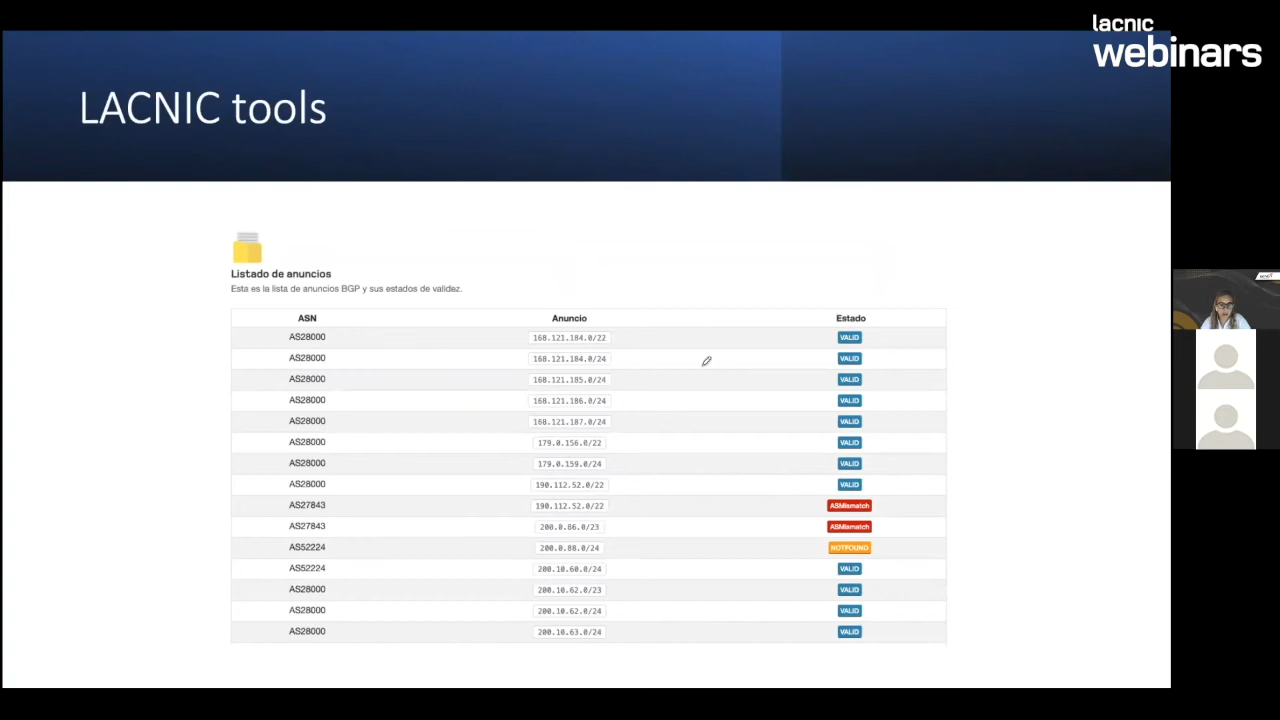 lacnic
webinars
LACNIC tools
Listado de anuncios
Esta es la lista de anuncios BGP y sus estados de validez.
ASN Anuncio Estado
AS28000 168.121.184.0/22 VALID
AS28000 168.121.184.0/24 VALID
AS28000 168.121.185.0/24 VALID
AS28000 168.121.186.0/24 VALID
AS28000 168.121.187.0/24 VALID
AS28000 179.0.156.0/22 VALID
AS28000 179.0.159.0/24 VALID
AS28000 190.112.52.0/22 VALID
AS27843 190.112.52.0/22 ASMismatch
AS27843 200.0.86.0/23 ASMismatch
AS52224 200.0.88.0/24 NOTFOUND
AS52224 200.10.60.0/24 VALID
AS28000 200.10.62.0/23 VALID
AS28000 200.10.62.0/24 VALID
AS28000 200.10.63.0/24 VALID